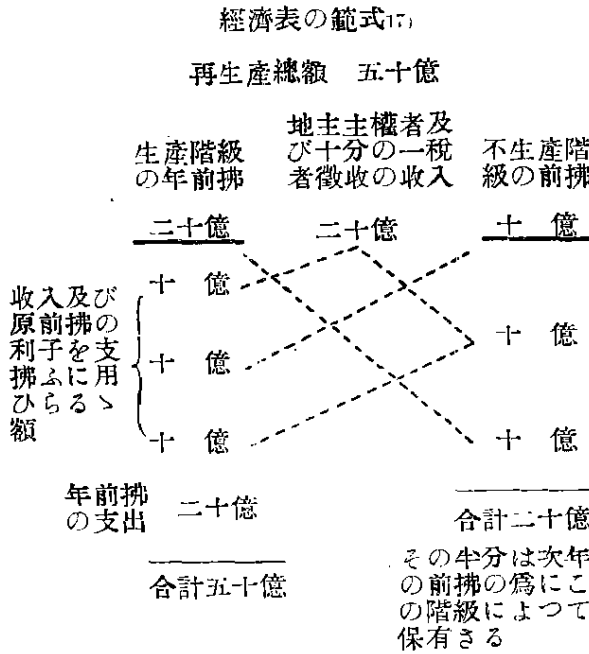 經濟表の範式17)
再生產總額 五十億
生產階級
の年前拂
地主主權者及
び十分の一稅
者徵收の收入
不生產階
級の前拂
二十億 二十億 十億
十億
十億
十億
收入及び
原前拂の
利子を支
拂ふに用
ひらるゝ
額
十億
十億
年前拂
の支出
二十億
合計五十億
合計二十億
その半分は次年
の前拂の爲にこ
の階級によつて
保有さる